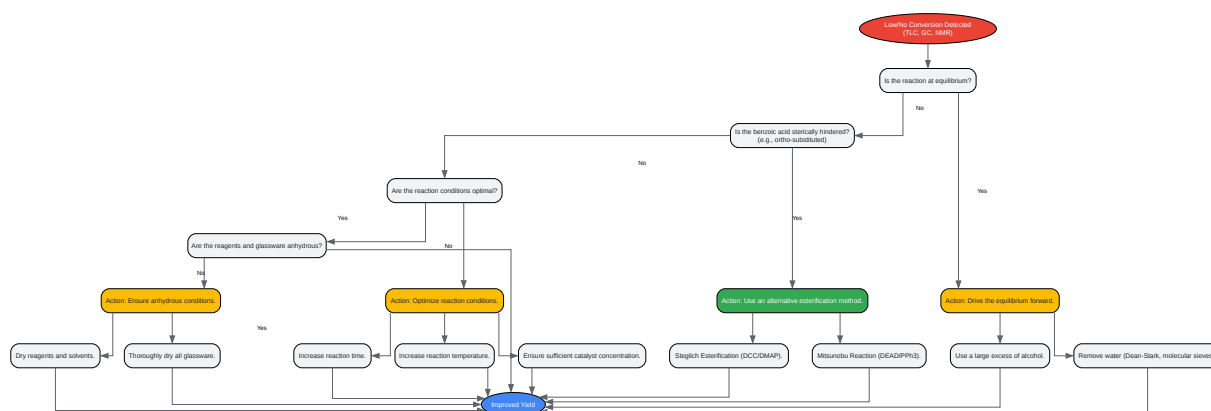 Low/No Conversion Detected
(TLC, GC, NMR)
Is the reaction at equilibrium?
No
Is the benzoic acid sterically hindered?
(e.g., ortho-substituted)
No
Yes
Are the reaction conditions optimal?
Yes
Yes
Are the reagents and glassware anhydrous?
No
No
Action: Ensure anhydrous conditions.
Action: Optimize reaction conditions.
Action: Use an alternative esterification method.
Action: Drive the equilibrium forward.
Yes
Dry reagents and solvents.
Thoroughly dry all glassware.
Increase reaction time.
Increase reaction temperature.
Ensure sufficient catalyst concentration.
Steglich Esterification (DCC/DMAP).
Mitsunobu Reaction (DEAD/PPh3).
Use a large excess of alcohol.
Remove water (Dean-Stark, molecular sieves
Improved Yield